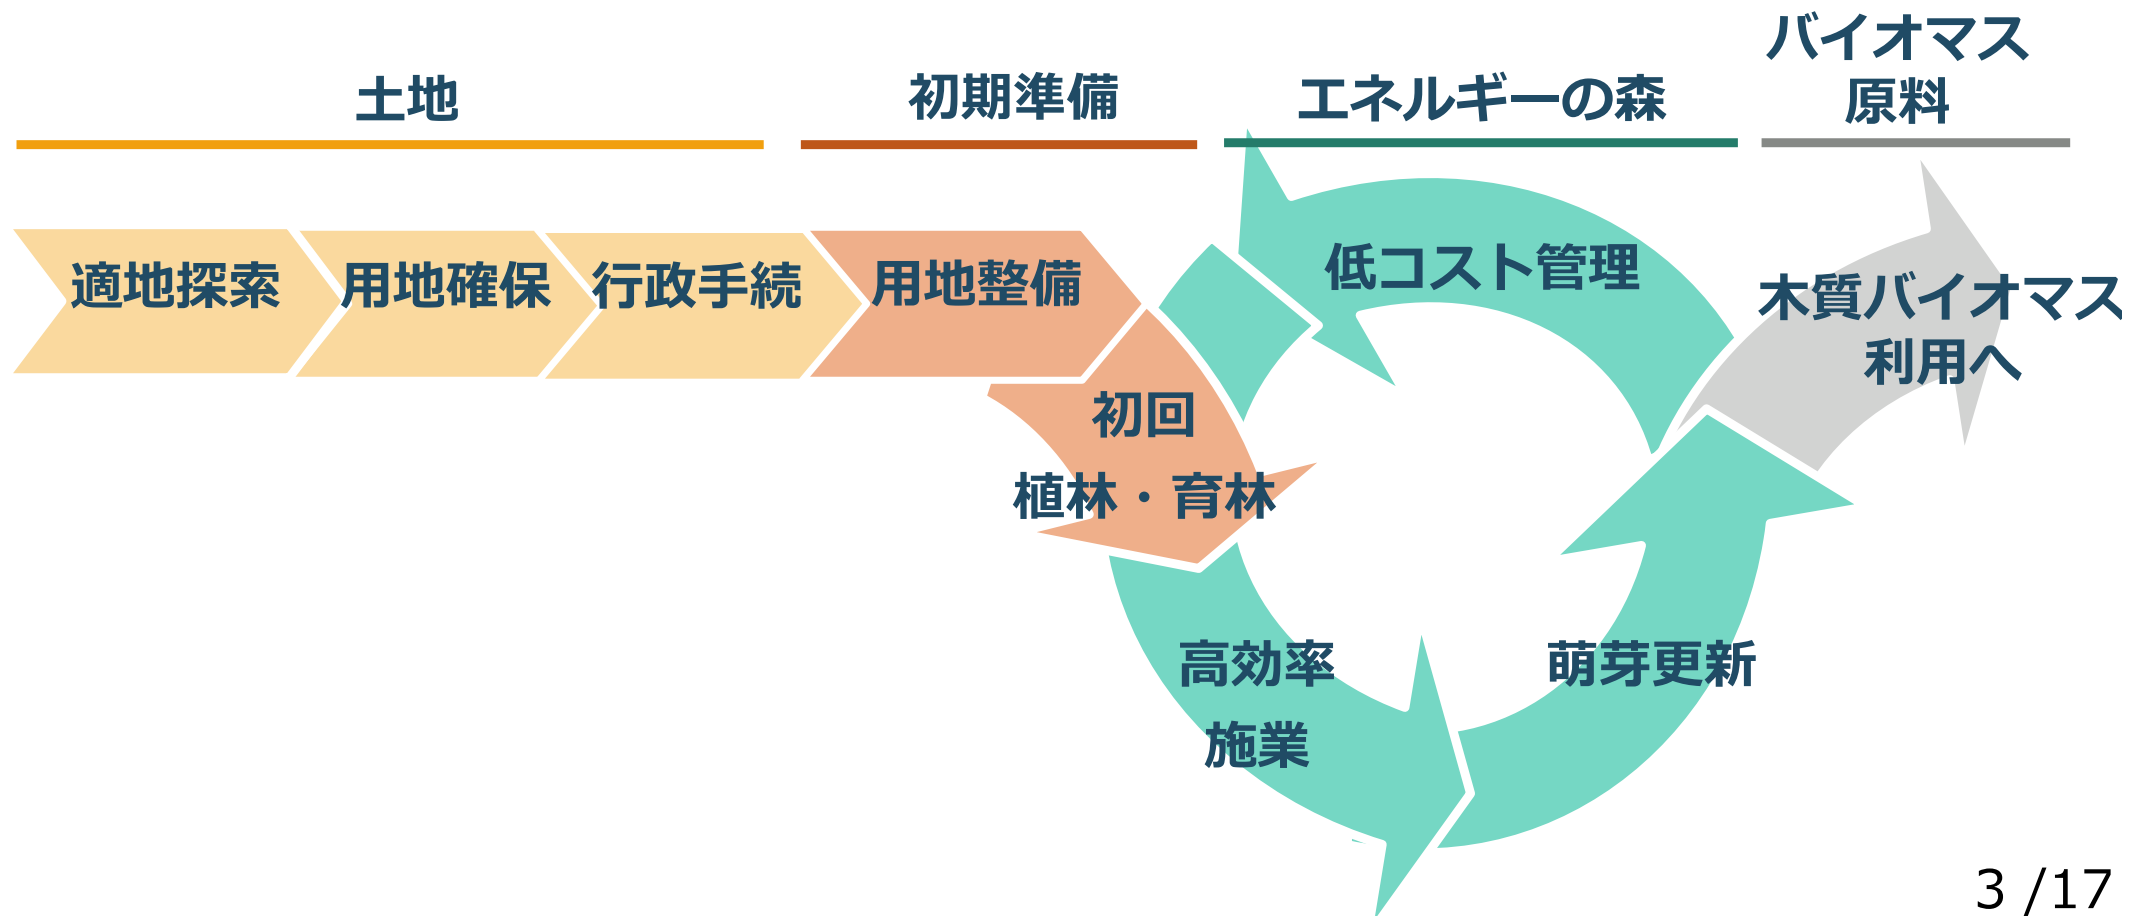 土地
初期準備
エネルギーの森
バイオマス
原料
適地探索
用地確保
行政手続
用地整備
低コスト管理
木質バイオマス
利用へ
初回
植林・育林
高効率
施業
萌芽更新
3 /17